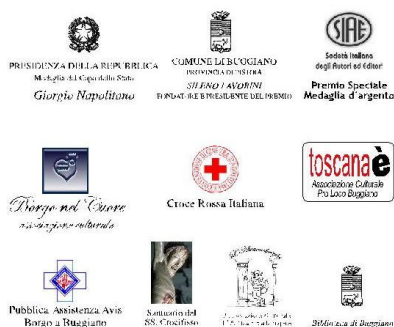 PRESIDENZA DELLA REPUBBLICA
Medaglia del Capo dello Stato
Giorgio Napolitano
COMUNE DI BUGGIANO
PROVINCIA DI PISTOIA
SILENO LAVORINI
FONDATORE E PRESIDENTE DEL PREMIO
SIAE
Società Italiana
degli Autori ed Editori
Premio Speciale
Medaglia d'argento
Borgo nel Cuore
associazione culturale
Croce Rossa Italiana
toscanaè
Associazione Culturale
Pro Loco Buggiano
Pubblica Assistenza Avis
Borgo a Buggiano
Santuario del
SS. Crocifisso
Biblioteca di Buggiano